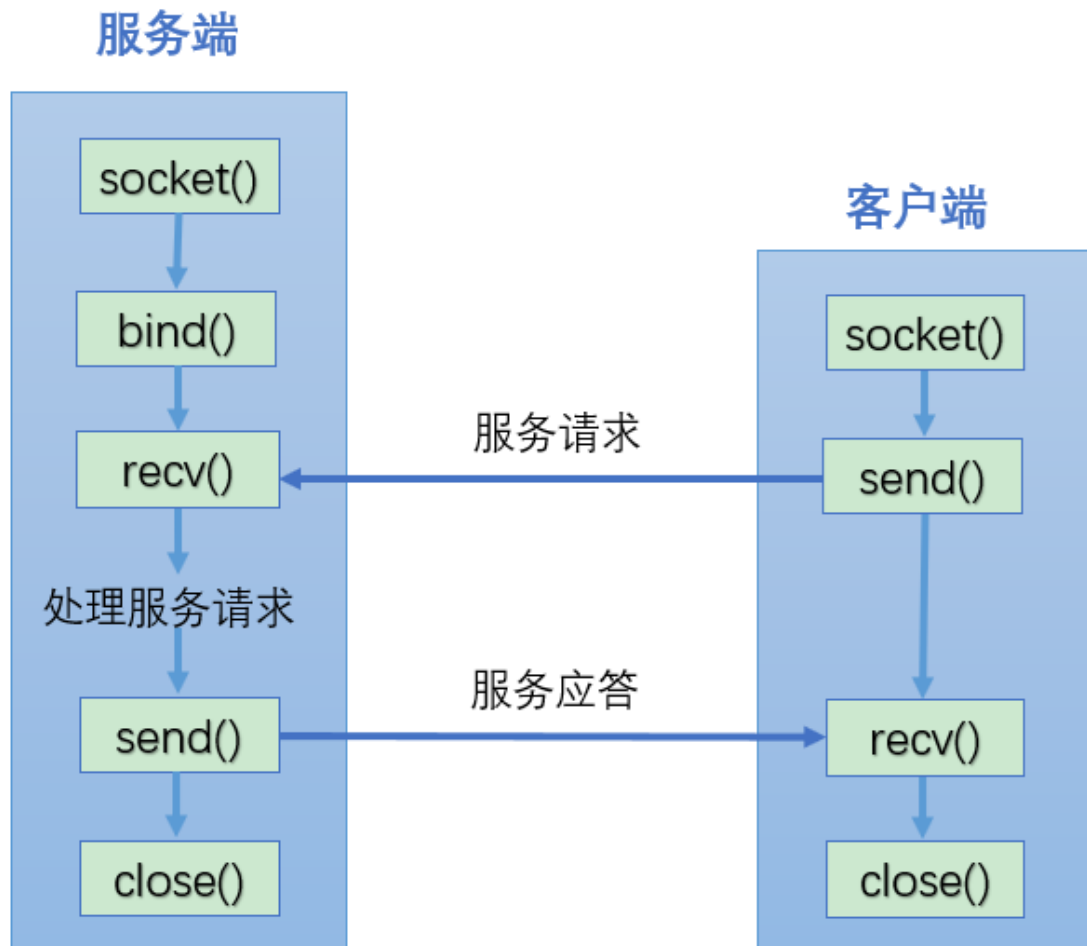 服务端
socket()
bind()
recv()
处理服务请求
send()
close()
服务请求
服务应答
客户端
socket()
send()
recv()
close()